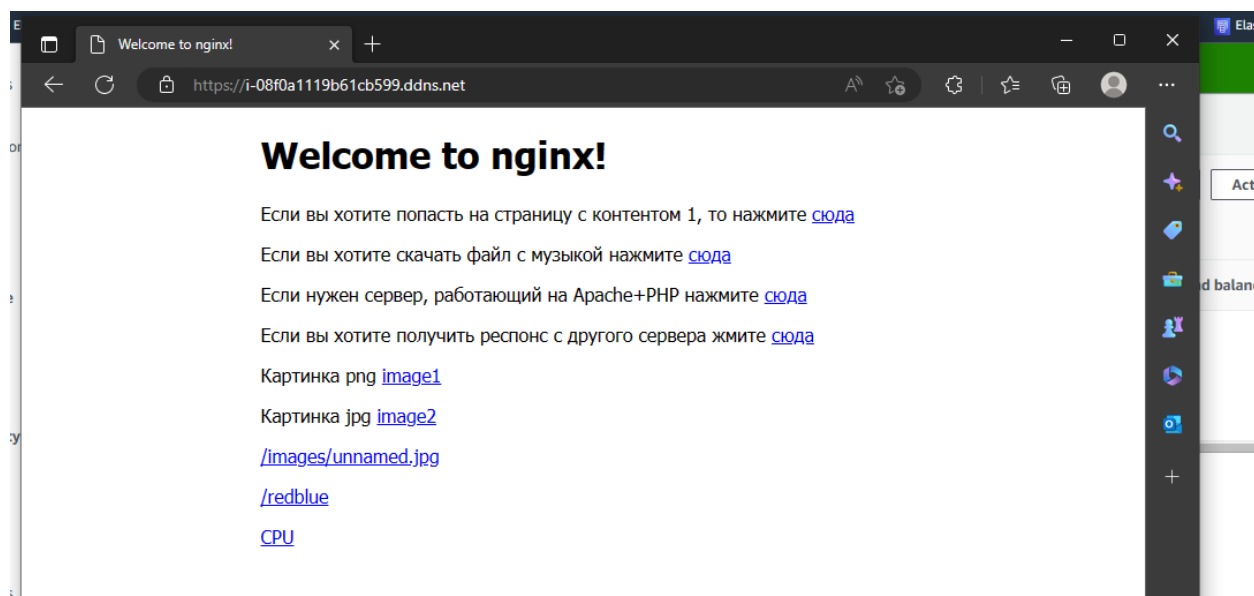 Welcome to nginx!
https://i-08f0a1119b61cb599.ddns.net
Welcome to nginx!
Если вы хотите попасть на страницу с контентом 1, то нажмите сюда
Если вы хотите скачать файл с музыкой нажмите сюда
Если нужен сервер, работающий на Apache+PHP нажмите сюда
Если вы хотите получить респонс с другого сервера жмите сюда
Картинка png image1
Картинка jpg image2
/images/unnamed.jpg
/redblue
CPU